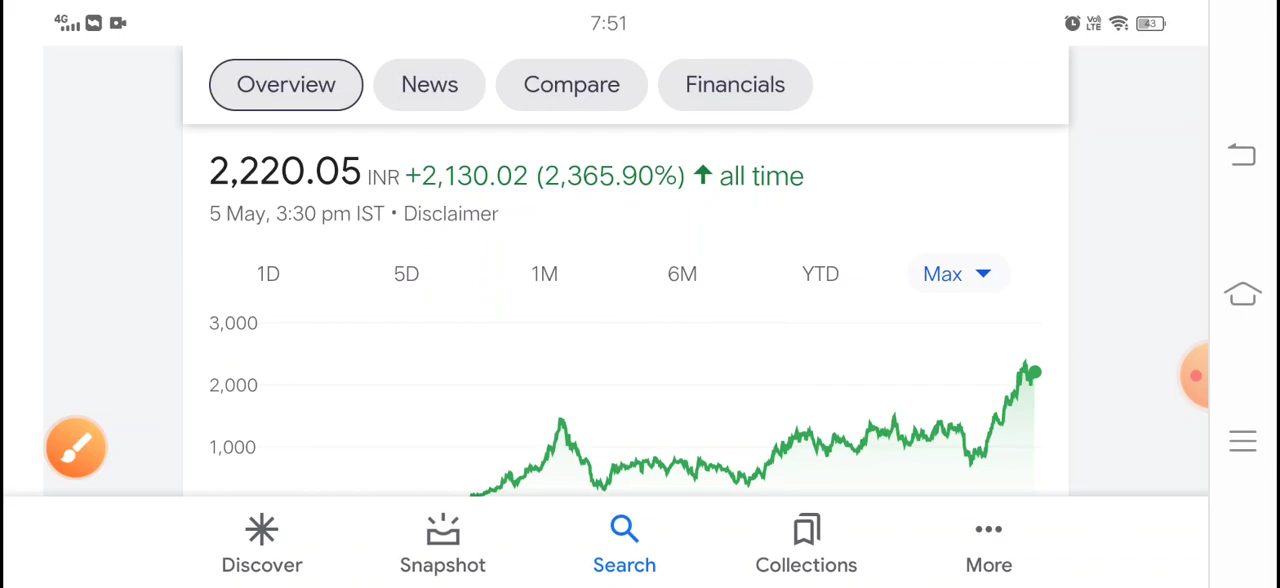 4G 7:51 Vo) LTE 43
Overview News Compare Financials
2,220.05 INR +2,130.02 (2,365.90%) ↑ all time
5 May, 3:30 pm IST • Disclaimer
1D 5D 1M 6M YTD Max
3,000
2,000
1,000
Discover Snapshot Search Collections More